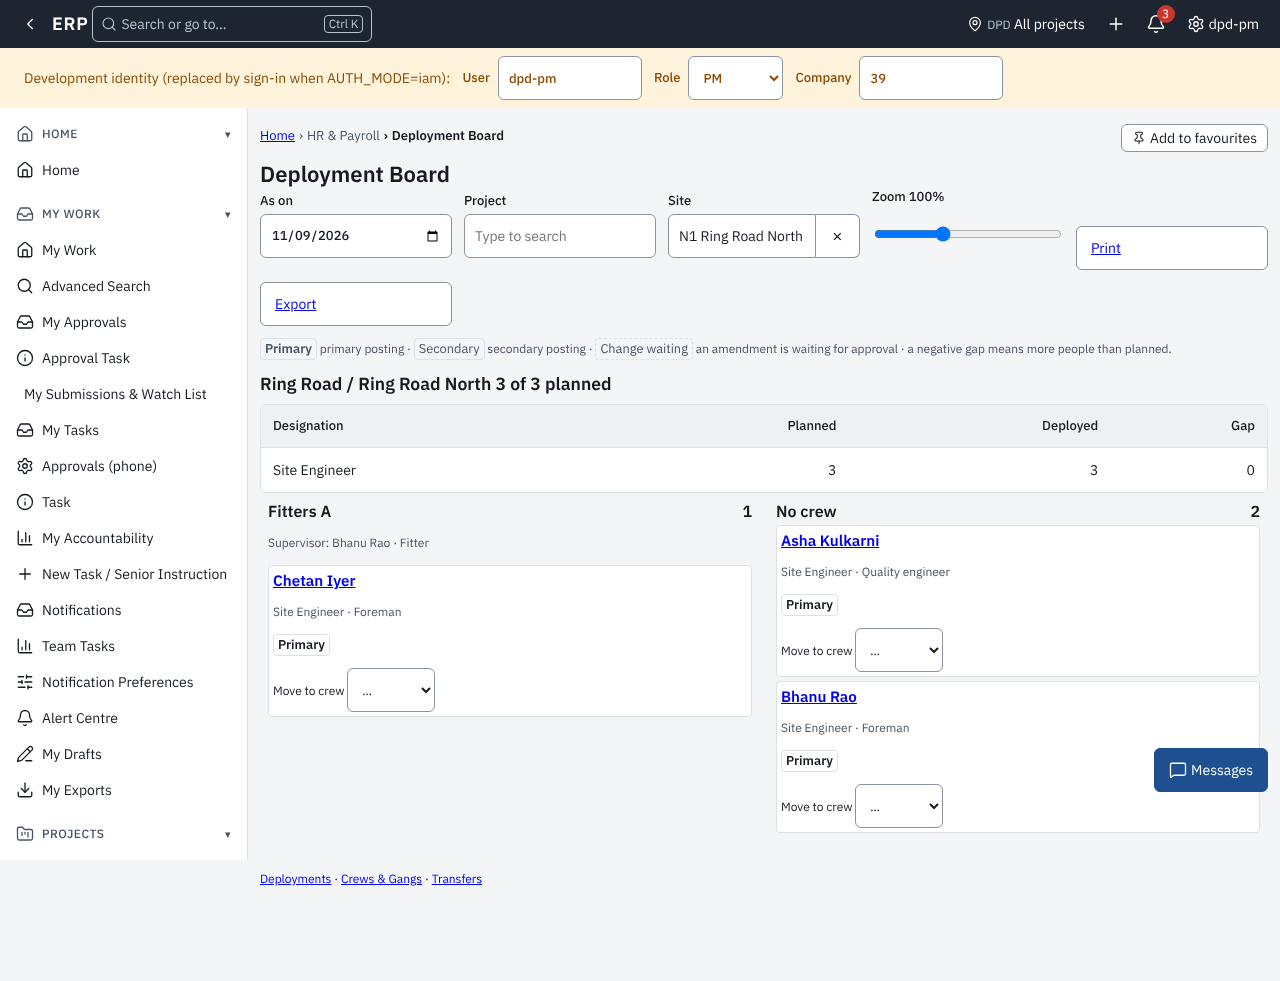 ERP
Search or go to...
Ctrl K
DPD All projects
3
dpd-pm
Development identity (replaced by sign-in when AUTH_MODE=iam):
User
dpd-pm
Role
PM
Company
39
HOME
Home
MY WORK
My Work
Advanced Search
My Approvals
Approval Task
My Submissions & Watch List
My Tasks
Approvals (phone)
Task
My Accountability
New Task / Senior Instruction
Notifications
Team Tasks
Notification Preferences
Alert Centre
My Drafts
My Exports
PROJECTS
Home › HR & Payroll › Deployment Board
Add to favourites
Deployment Board
As on
11/09/2026
Project
Type to search
Site
N1 Ring Road North
×
Zoom 100%
Print
Export
Primary primary posting · Secondary secondary posting · Change waiting an amendment is waiting for approval · a negative gap means more people than planned.
Ring Road / Ring Road North 3 of 3 planned
Designation Planned Deployed Gap
Site Engineer 3 3 0
Fitters A 1
Supervisor: Bhanu Rao · Fitter
Chetan Iyer
Site Engineer · Foreman
Primary
Move to crew ...
No crew 2
Asha Kulkarni
Site Engineer · Quality engineer
Primary
Move to crew ...
Bhanu Rao
Site Engineer · Foreman
Primary
Move to crew ...
Messages
Deployments · Crews & Gangs · Transfers